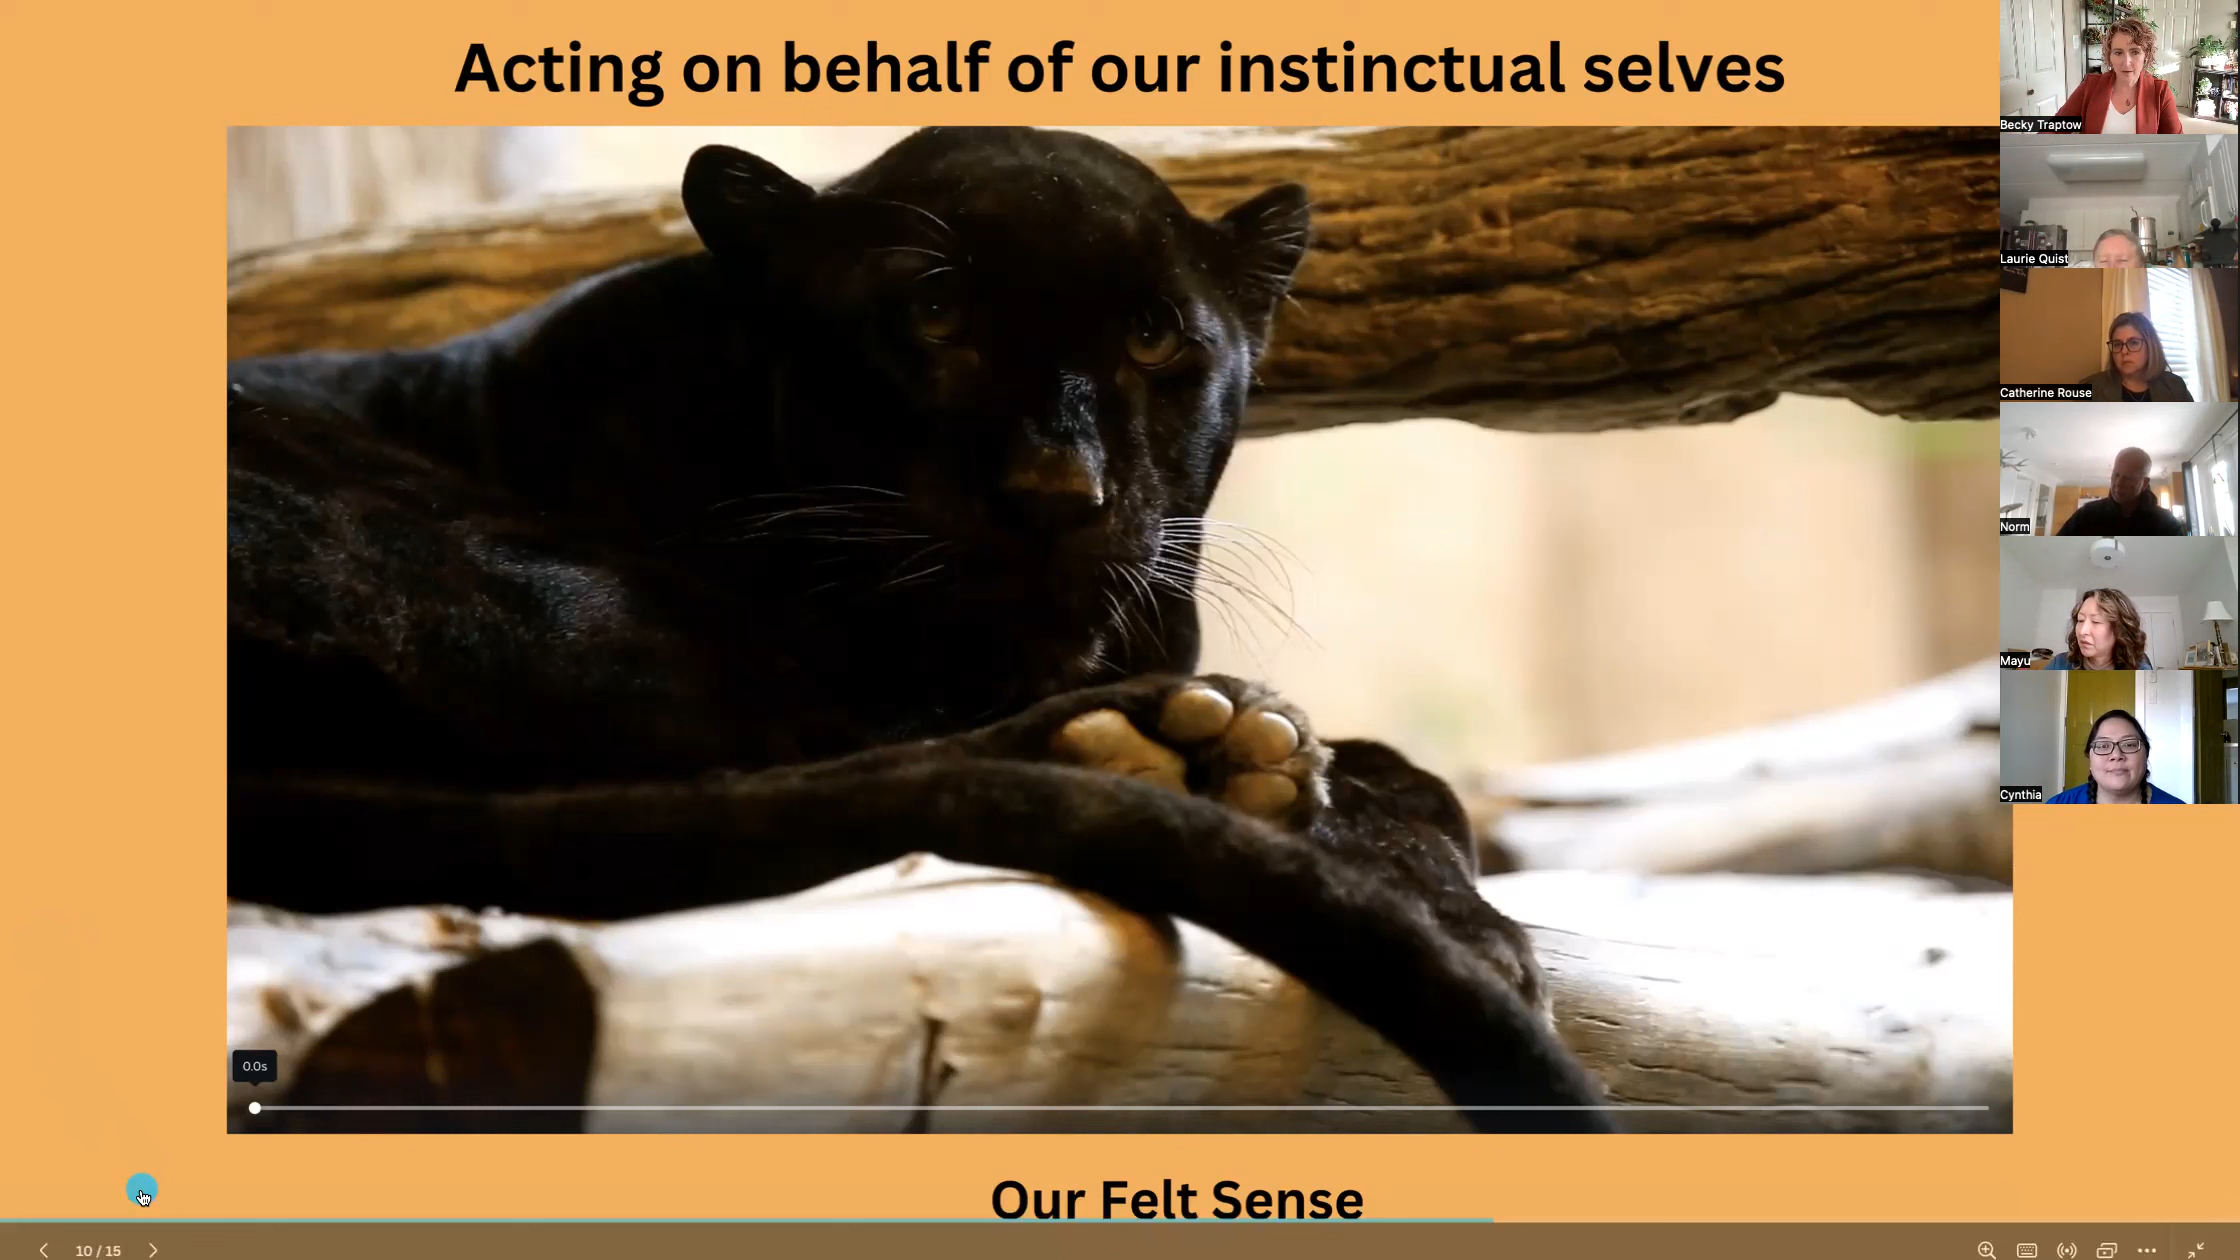 Acting on behalf of our instinctual selves
Becky Traptow
Laurie Quist
Catherine Rouse
Norm
Mayu
Cynthia
0.0s
Our Felt Sense
10 / 15